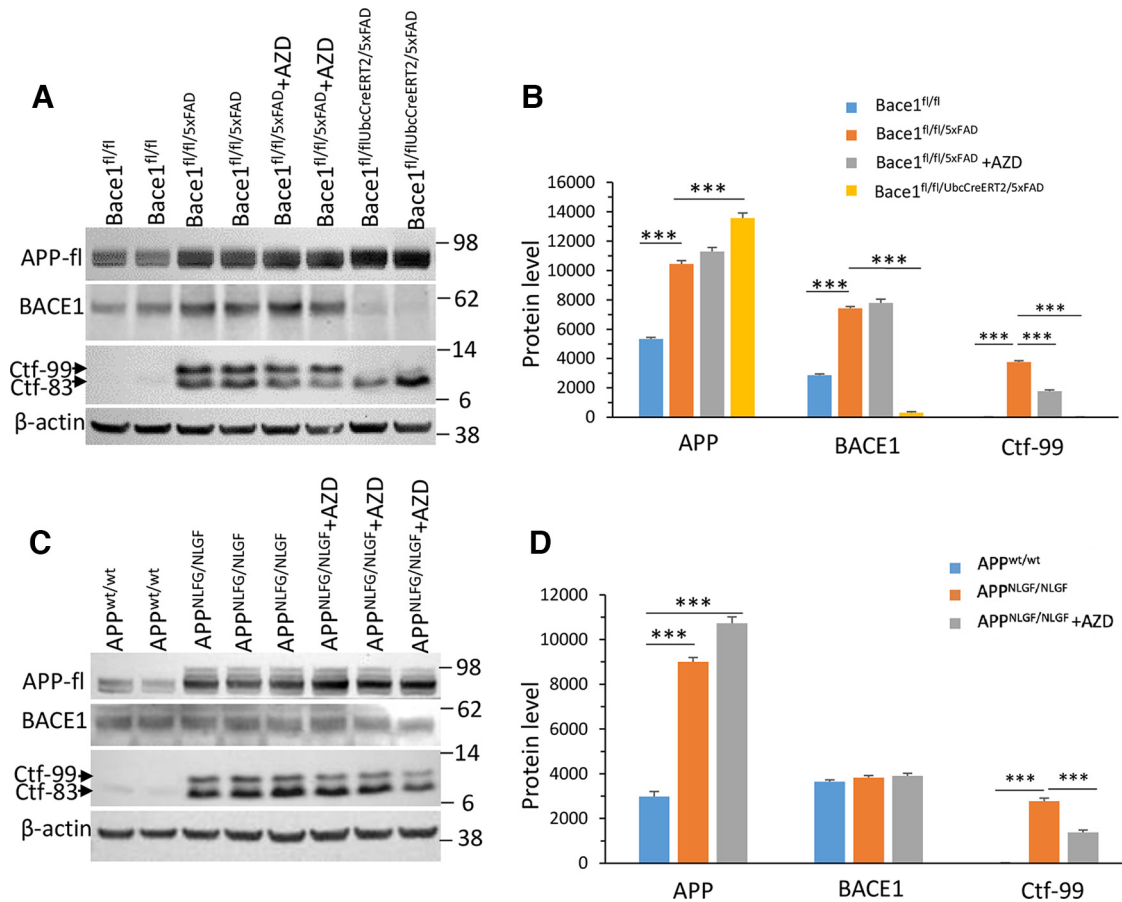 A
Bace1fl/fl
Bace1fl/fl
Bace1fl/fl/5xFAD
Bace1fl/fl/5xFAD
Bace1fl/fl/5xFAD+AZD
Bace1fl/fl/5xFAD+AZD
Bace1fl/flUbcCreERT2/5xFAD
Bace1fl/flUbcCreERT2/5xFAD
APP-fl
98
BACE1
62
14
Ctf-99
Ctf-83
6
β-actin
38
B
Bace1fl/fl
Bace1fl/fl/5xFAD
Bace1fl/fl/5xFAD +AZD
Bace1fl/fl/UbcCreERT2/5xFAD
Protein level
16000
14000
12000
10000
8000
6000
4000
2000
0
***
***
***
***
***
*** ***
APP BACE1 Ctf-99
C
APPwt/wt
APPwt/wt
APPNLFG/NLGF
APPNLFG/NLGF
APPNLFG/NLGF
APPNLFG/NLGF+AZD
APPNLFG/NLGF+AZD
APPNLFG/NLGF+AZD
APP-fl
98
BACE1
62
14
Ctf-99
Ctf-83
6
β-actin
38
D
APPwt/wt
APPNLGF/NLGF
APPNLGF/NLGF +AZD
Protein level
12000
10000
8000
6000
4000
2000
0
***
***
*** ***
APP BACE1 Ctf-99